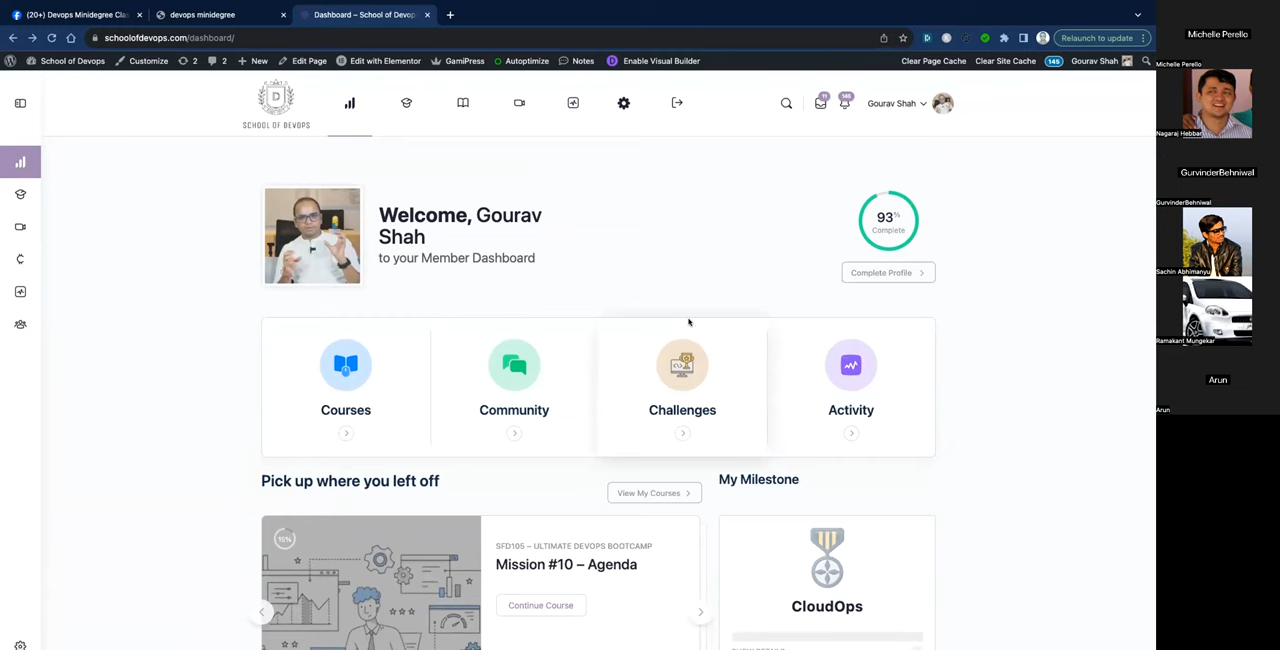 (20+) Devops Minidegree Cla
devops minidegree
Dashboard – School of Devop
schoolofdevops.com/dashboard/
Relaunch to update
School of Devops
Customize
2
2
New
Edit Page
Edit with Elementor
GamiPress
Autoptimize
Notes
Enable Visual Builder
Clear Page Cache
Clear Site Cache
145
Gourav Shah
SCHOOL OF DEVOPS
11
146
Gourav Shah
Welcome, Gourav
Shah
to your Member Dashboard
93%
Complete
Complete Profile
Courses
Community
Challenges
Activity
Pick up where you left off
View My Courses
My Milestone
15%
SFD105 – ULTIMATE DEVOPS BOOTCAMP
Mission #10 – Agenda
Continue Course
CloudOps
Michelle Perello
Michelle Perello
Nagaraj Hebbar
GurvinderBehniwal
GurvinderBehniwal
Sachin Abhimanyu
Ramakant Mungekar
Arun
Arun